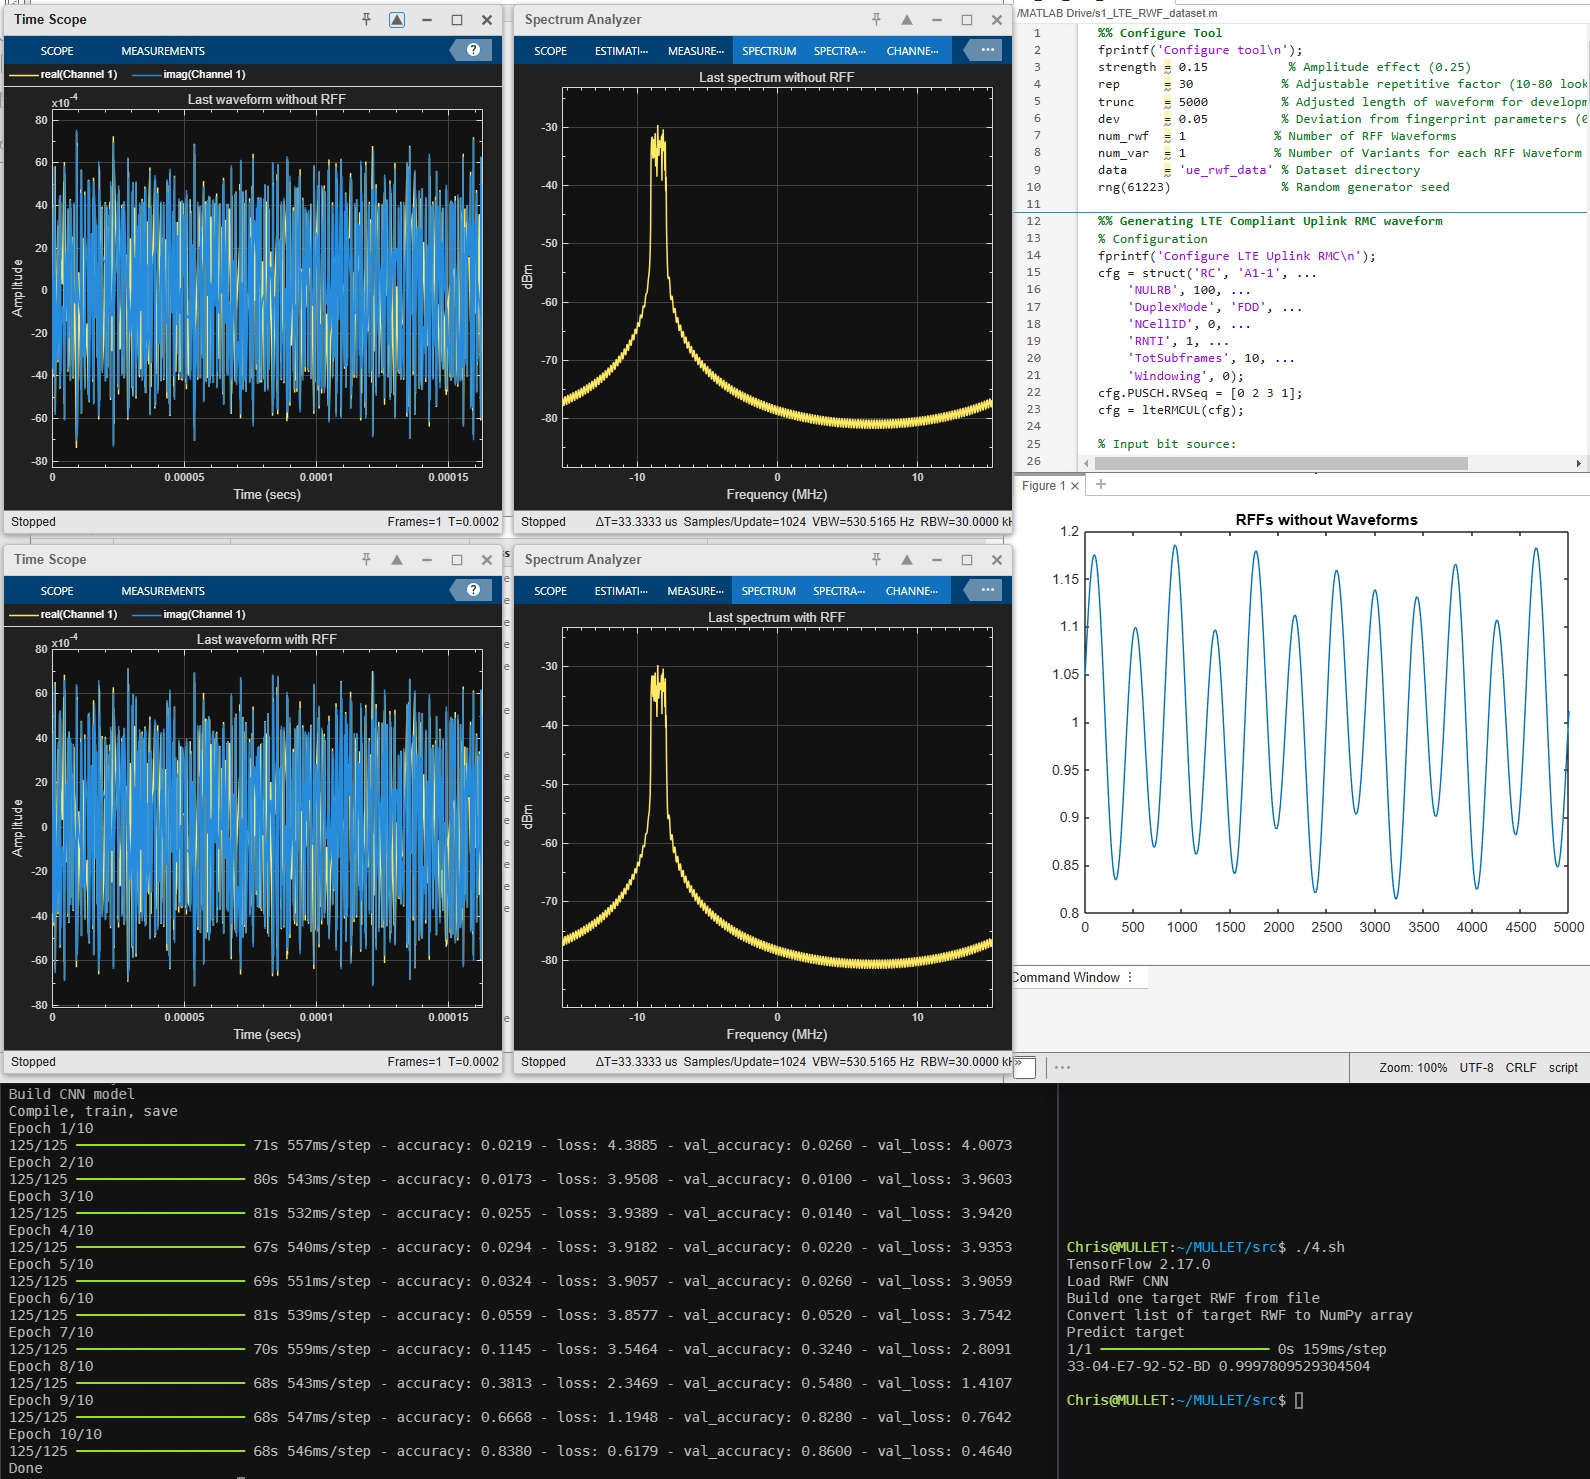 Time Scope
SCOPE MEASUREMENTS ?
real(Channel 1) imag(Channel 1)
Last waveform without RFF
x10-4
80
60
40
20
0
-20
-40
-60
-80
Amplitude
0 0.00005 0.0001 0.00015
Time (secs)
Stopped Frames=1 T=0.0002
Spectrum Analyzer
SCOPE ESTIMATI··· MEASURE··· SPECTRUM SPECTRA··· CHANNE··· ···
Last spectrum without RFF
-30
-40
-50
-60
-70
-80
dBm
-10 0 10
Frequency (MHz)
Stopped ΔT=33.3333 us Samples/Update=1024 VBW=530.5165 Hz RBW=30.0000 kH
/MATLAB Drive/s1_LTE_RWF_dataset.m
1 %% Configure Tool
2 fprintf('Configure tool\n');
3 strength = 0.15 % Amplitude effect (0.25)
4 rep = 30 % Adjustable repetitive factor (10-80 look
5 trunc = 5000 % Adjusted length of waveform for developm
6 dev = 0.05 % Deviation from fingerprint parameters (0
7 num_rwf = 1 % Number of RFF Waveforms
8 num_var = 1 % Number of Variants for each RFF Waveform
9 data = 'ue_rwf_data' % Dataset directory
10 rng(61223) % Random generator seed
11
12 %% Generating LTE Compliant Uplink RMC waveform
13 % Configuration
14 fprintf('Configure LTE Uplink RMC\n');
15 cfg = struct('RC', 'A1-1', ...
16 'NULRB', 100, ...
17 'DuplexMode', 'FDD', ...
18 'NCellID', 0, ...
19 'RNTI', 1, ...
20 'TotSubframes', 10, ...
21 'Windowing', 0);
22 cfg.PUSCH.RVSeq = [0 2 3 1];
23 cfg = lteRMCUL(cfg);
24
25 % Input bit source:
26
Figure 1
RFFs without Waveforms
1.2
1.15
1.1
1.05
1
0.95
0.9
0.85
0.8
0 500 1000 1500 2000 2500 3000 3500 4000 4500 5000
Command Window
Zoom: 100% UTF-8 CRLF script
Time Scope
SCOPE MEASUREMENTS ?
real(Channel 1) imag(Channel 1)
Last waveform with RFF
x10-4
80
60
40
20
0
-20
-40
-60
-80
Amplitude
0 0.00005 0.0001 0.00015
Time (secs)
Stopped Frames=1 T=0.0002
Spectrum Analyzer
SCOPE ESTIMATI··· MEASURE··· SPECTRUM SPECTRA··· CHANNE··· ···
Last spectrum with RFF
-30
-40
-50
-60
-70
-80
dBm
-10 0 10
Frequency (MHz)
Stopped ΔT=33.3333 us Samples/Update=1024 VBW=530.5165 Hz RBW=30.0000 kH
Build CNN model
Compile, train, save
Epoch 1/10
125/125 71s 557ms/step - accuracy: 0.0219 - loss: 4.3885 - val_accuracy: 0.0260 - val_loss: 4.0073
Epoch 2/10
125/125 80s 543ms/step - accuracy: 0.0173 - loss: 3.9508 - val_accuracy: 0.0100 - val_loss: 3.9603
Epoch 3/10
125/125 81s 532ms/step - accuracy: 0.0255 - loss: 3.9389 - val_accuracy: 0.0140 - val_loss: 3.9420
Epoch 4/10
125/125 67s 540ms/step - accuracy: 0.0294 - loss: 3.9182 - val_accuracy: 0.0220 - val_loss: 3.9353
Epoch 5/10
125/125 69s 551ms/step - accuracy: 0.0324 - loss: 3.9057 - val_accuracy: 0.0260 - val_loss: 3.9059
Epoch 6/10
125/125 81s 539ms/step - accuracy: 0.0559 - loss: 3.8577 - val_accuracy: 0.0520 - val_loss: 3.7542
Epoch 7/10
125/125 70s 559ms/step - accuracy: 0.1145 - loss: 3.5464 - val_accuracy: 0.3240 - val_loss: 2.8091
Epoch 8/10
125/125 68s 543ms/step - accuracy: 0.3813 - loss: 2.3469 - val_accuracy: 0.5480 - val_loss: 1.4107
Epoch 9/10
125/125 68s 547ms/step - accuracy: 0.6668 - loss: 1.1948 - val_accuracy: 0.8280 - val_loss: 0.7642
Epoch 10/10
125/125 68s 546ms/step - accuracy: 0.8380 - loss: 0.6179 - val_accuracy: 0.8600 - val_loss: 0.4640
Done
Chris@MULLET:~/MULLET/src$ ./4.sh
TensorFlow 2.17.0
Load RWF CNN
Build one target RWF from file
Convert list of target RWF to NumPy array
Predict target
1/1 0s 159ms/step
33-04-E7-92-52-BD 0.9997809529304504
Chris@MULLET:~/MULLET/src$